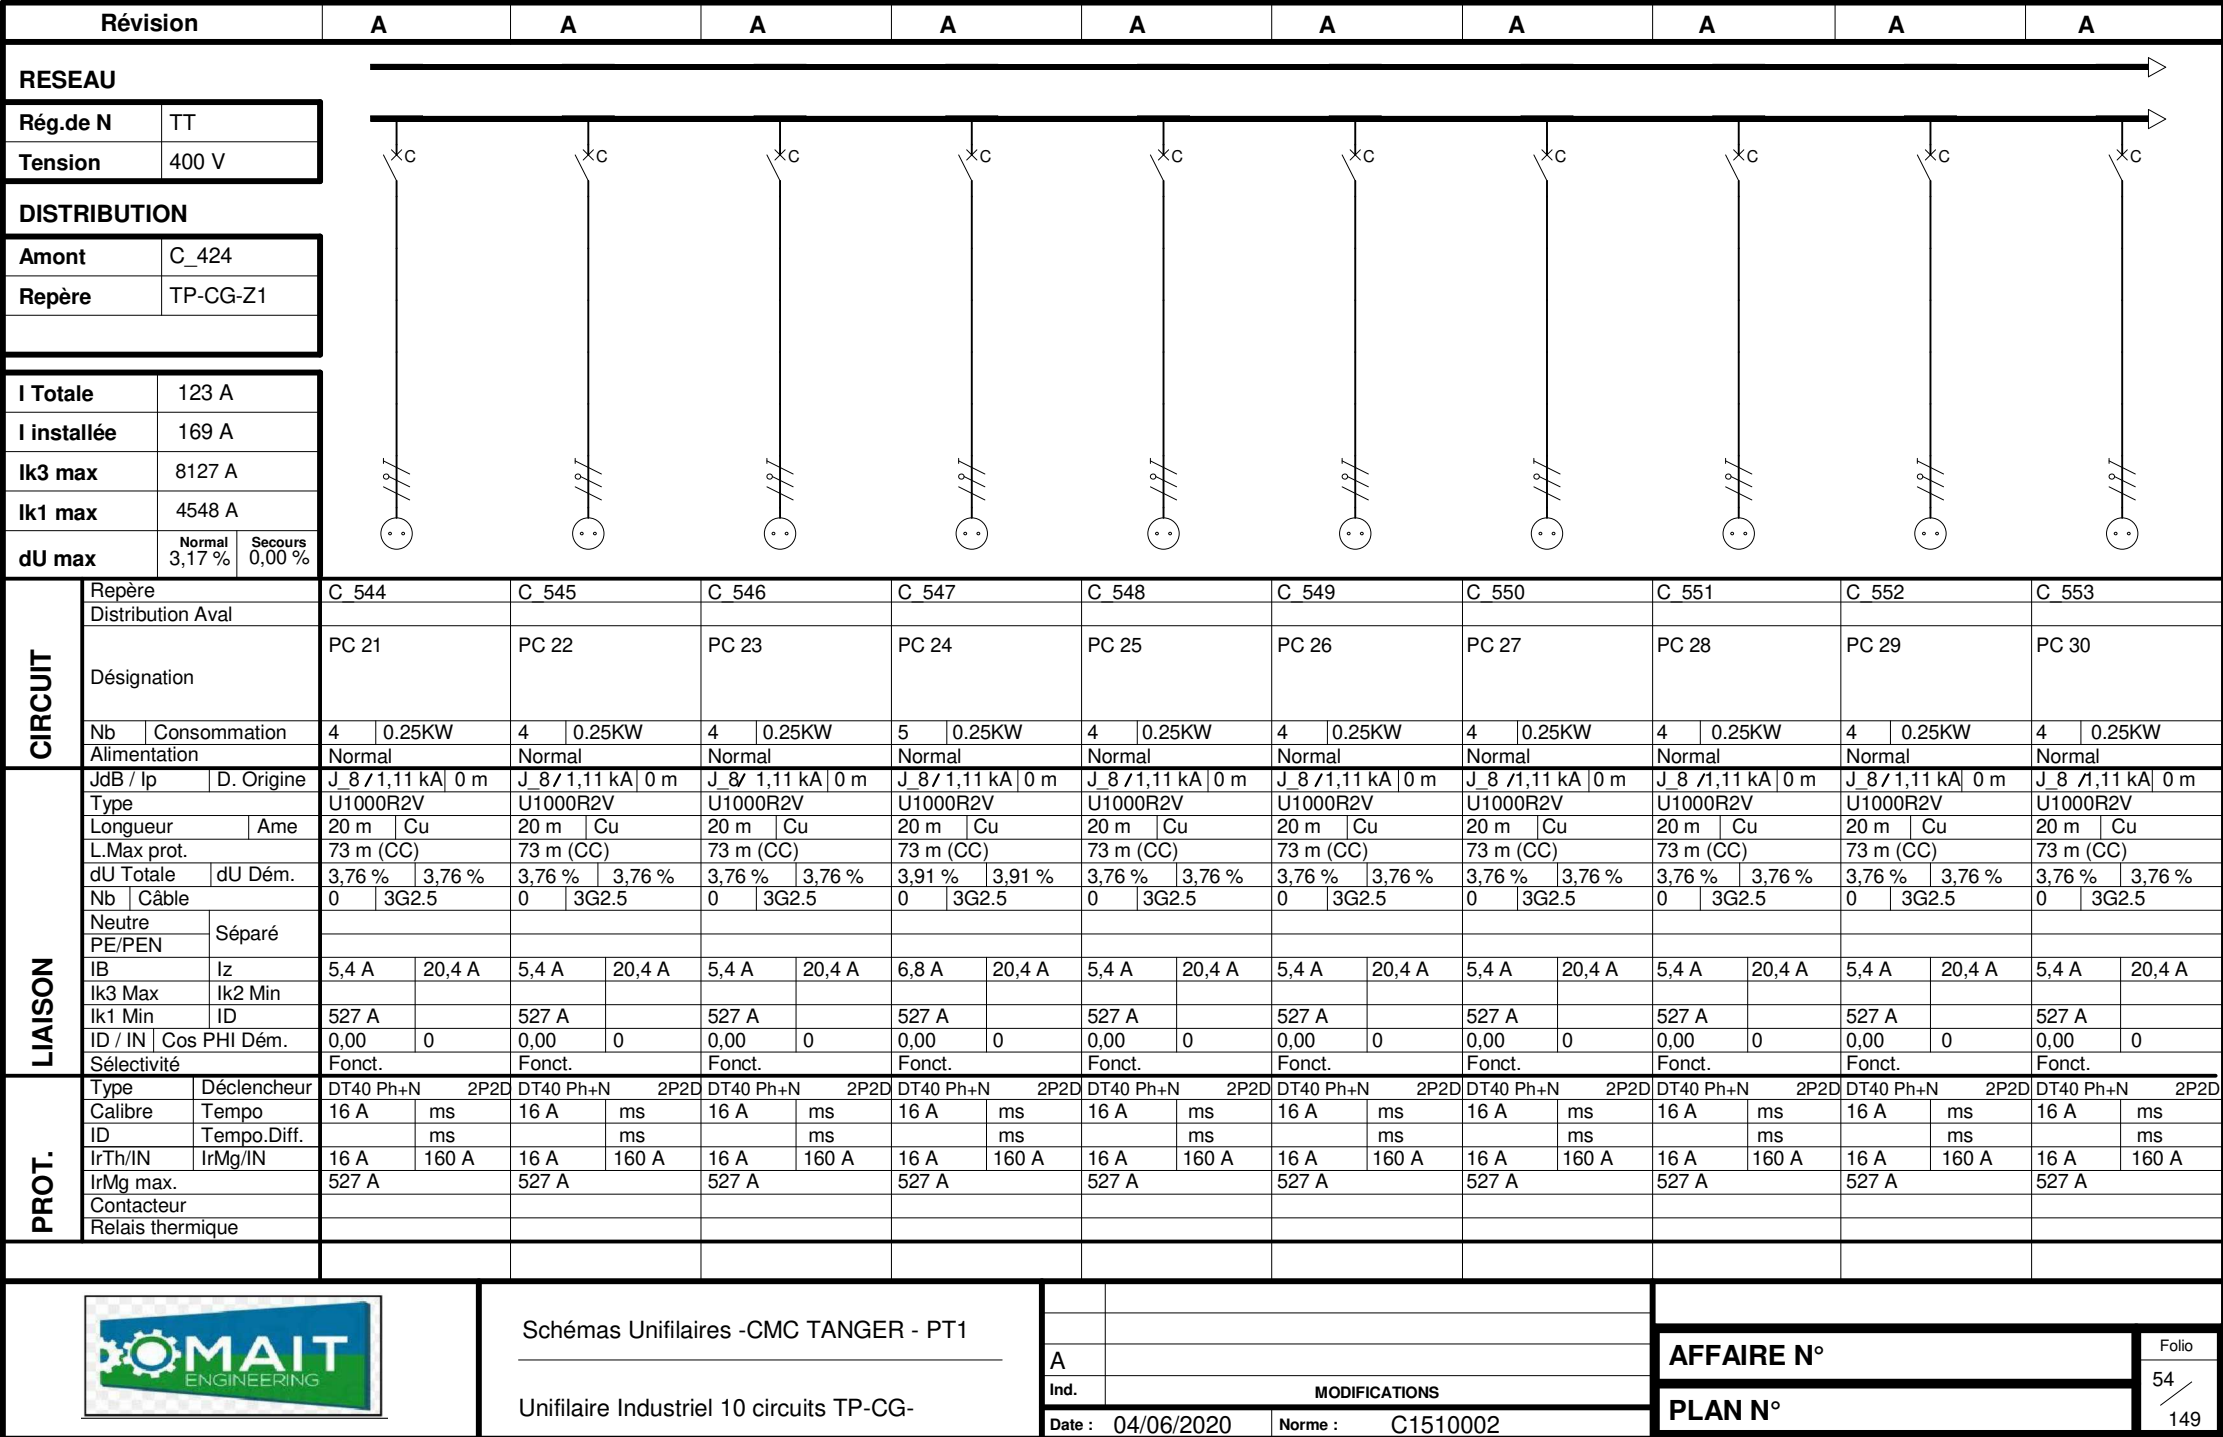 Révision A A A A A A A A A A
RESEAU
Rég.de N TT
Tension 400 V
C C C C C C C C C C
DISTRIBUTION
Amont C_424
Repère TP-CG-Z1
I Totale 123 A
I installée 169 A
Ik3 max 8127 A
Ik1 max 4548 A
Normal Secours
dU max 3,17 % 0,00 %
CIRCUIT
Repère C_544 C_545 C_546 C_547 C_548 C_549 C_550 C_551 C_552 C_553
Distribution Aval
Désignation PC 21 PC 22 PC 23 PC 24 PC 25 PC 26 PC 27 PC 28 PC 29 PC 30
Nb Consommation 4 0.25KW 4 0.25KW 4 0.25KW 5 0.25KW 4 0.25KW 4 0.25KW 4 0.25KW 4 0.25KW 4 0.25KW 4 0.25KW
Alimentation Normal Normal Normal Normal Normal Normal Normal Normal Normal Normal
LIAISON
JdB / Ip D. Origine J_8 / 1,11 kA 0 m J_8 / 1,11 kA 0 m J_8 / 1,11 kA 0 m J_8 / 1,11 kA 0 m J_8 / 1,11 kA 0 m J_8 / 1,11 kA 0 m J_8 / 1,11 kA 0 m J_8 / 1,11 kA 0 m J_8 / 1,11 kA 0 m J_8 / 1,11 kA 0 m
Type U1000R2V U1000R2V U1000R2V U1000R2V U1000R2V U1000R2V U1000R2V U1000R2V U1000R2V U1000R2V
Longueur Ame 20 m Cu 20 m Cu 20 m Cu 20 m Cu 20 m Cu 20 m Cu 20 m Cu 20 m Cu 20 m Cu 20 m Cu
L.Max prot. 73 m (CC) 73 m (CC) 73 m (CC) 73 m (CC) 73 m (CC) 73 m (CC) 73 m (CC) 73 m (CC) 73 m (CC) 73 m (CC)
dU Totale dU Dém. 3,76 % 3,76 % 3,76 % 3,76 % 3,76 % 3,76 % 3,91 % 3,91 % 3,76 % 3,76 % 3,76 % 3,76 % 3,76 % 3,76 % 3,76 % 3,76 % 3,76 % 3,76 % 3,76 % 3,76 %
Nb Câble 0 3G2.5 0 3G2.5 0 3G2.5 0 3G2.5 0 3G2.5 0 3G2.5 0 3G2.5 0 3G2.5 0 3G2.5 0 3G2.5
Neutre
Séparé
PE/PEN
IB Iz 5,4 A 20,4 A 5,4 A 20,4 A 5,4 A 20,4 A 6,8 A 20,4 A 5,4 A 20,4 A 5,4 A 20,4 A 5,4 A 20,4 A 5,4 A 20,4 A 5,4 A 20,4 A 5,4 A 20,4 A
Ik3 Max Ik2 Min
Ik1 Min ID 527 A 527 A 527 A 527 A 527 A 527 A 527 A 527 A 527 A 527 A
ID / IN Cos PHI Dém. 0,00 0 0,00 0 0,00 0 0,00 0 0,00 0 0,00 0 0,00 0 0,00 0 0,00 0 0,00 0
Sélectivité Fonct. Fonct. Fonct. Fonct. Fonct. Fonct. Fonct. Fonct. Fonct. Fonct.
PROT.
Type Déclencheur DT40 Ph+N 2P2D DT40 Ph+N 2P2D DT40 Ph+N 2P2D DT40 Ph+N 2P2D DT40 Ph+N 2P2D DT40 Ph+N 2P2D DT40 Ph+N 2P2D DT40 Ph+N 2P2D DT40 Ph+N 2P2D DT40 Ph+N 2P2D
Calibre Tempo 16 A ms 16 A ms 16 A ms 16 A ms 16 A ms 16 A ms 16 A ms 16 A ms 16 A ms 16 A ms
ID Tempo.Diff. ms ms ms ms ms ms ms ms ms ms
IrTh/IN IrMg/IN 16 A 160 A 16 A 160 A 16 A 160 A 16 A 160 A 16 A 160 A 16 A 160 A 16 A 160 A 16 A 160 A 16 A 160 A 16 A 160 A
IrMg max. 527 A 527 A 527 A 527 A 527 A 527 A 527 A 527 A 527 A 527 A
Contacteur
Relais thermique
OMAIT
ENGINEERING
Schémas Unifilaires -CMC TANGER - PT1
Unifilaire Industriel 10 circuits TP-CG-
A
Ind. MODIFICATIONS
Date : 04/06/2020 Norme : C1510002
AFFAIRE N°
PLAN N°
Folio
54
149